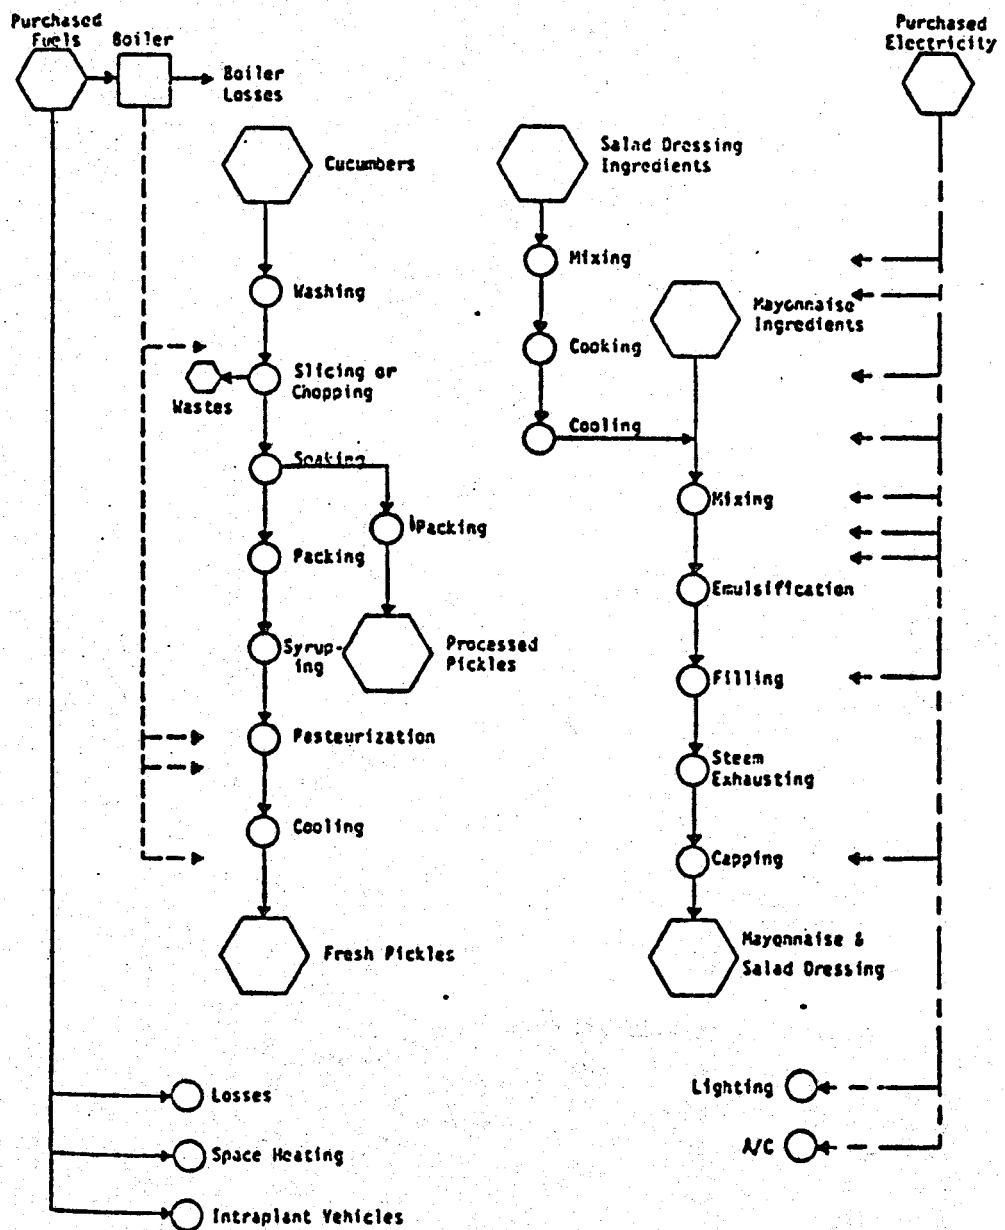 Purchased
Fuels
Boiler
Boiler
Losses
Purchased
Electricity
Cucumbers
Salad Dressing
Ingredients
Washing
Mixing
Mayonnaise
Ingredients
Slicing or
Chopping
Wastes
Cooking
Cooling
Soaking
Packing
Packing
Mixing
Emulsification
Syrup-
ing
Processed
Pickles
Filling
Pasteurization
Steem
Exhausting
Cooling
Capping
Fresh Pickles
Mayonnaise &
Salad Dressing
Losses
Lighting
Space Heating
A/C
Intraplant Vehicles